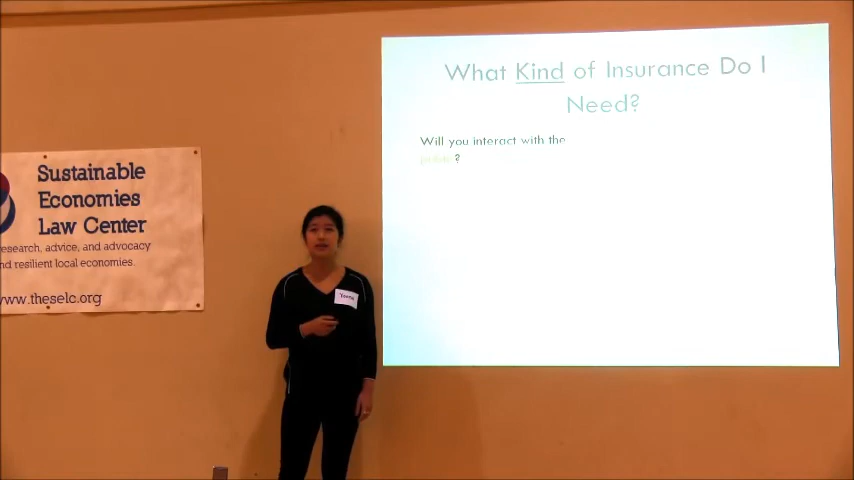 Sustainable
Economies
Law Center
esearch, advice, and advocacy
nd resilient local economies.
www.theselc.org
What Kind of Insurance Do I
Need?
Will you interact with the
public?